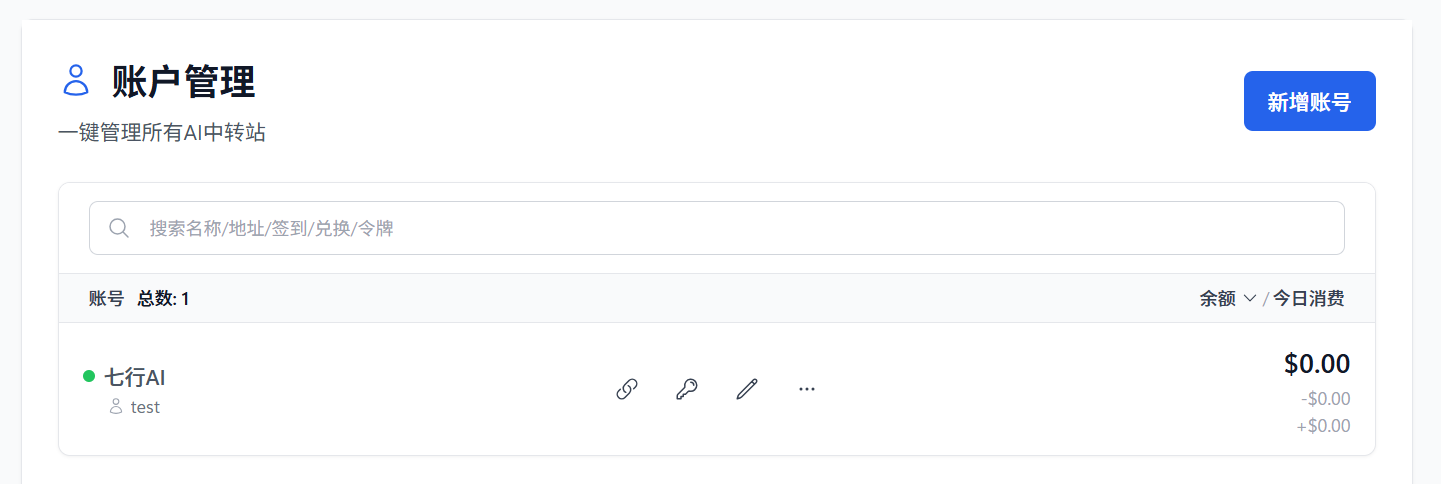 账户管理
一键管理所有AI中转站
新增账号
搜索名称/地址/签到/兑换/令牌
账号 总数: 1 余额 / 今日消费
七行AI
test
$0.00
-$0.00
+$0.00